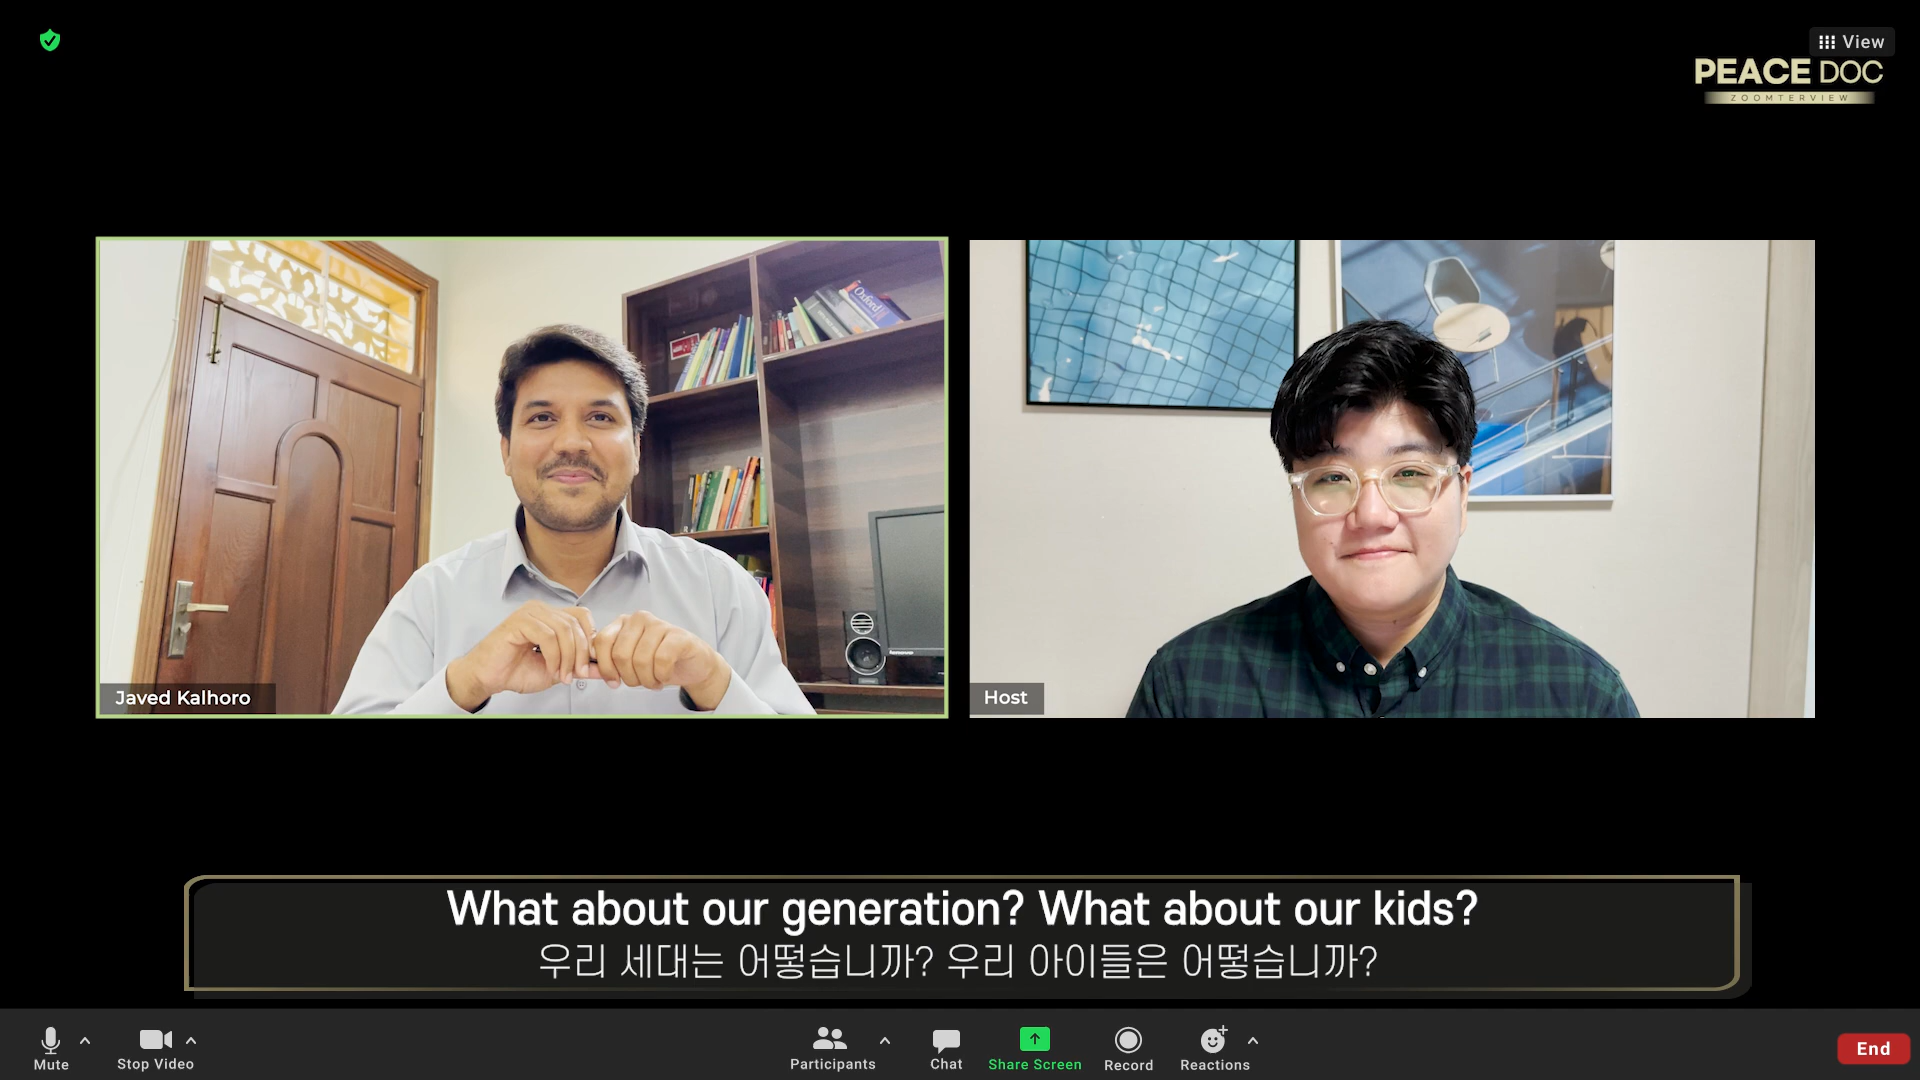 View
PEACE DOC
ZOOMTERVIEW
Oxford
Javed Kalhoro
Host
What about our generation? What about our kids?
우리 세대는 어떻습니까? 우리 아이들은 어떻습니까?
Mute
Stop Video
Participants
Chat
Share Screen
Record
Reactions
End